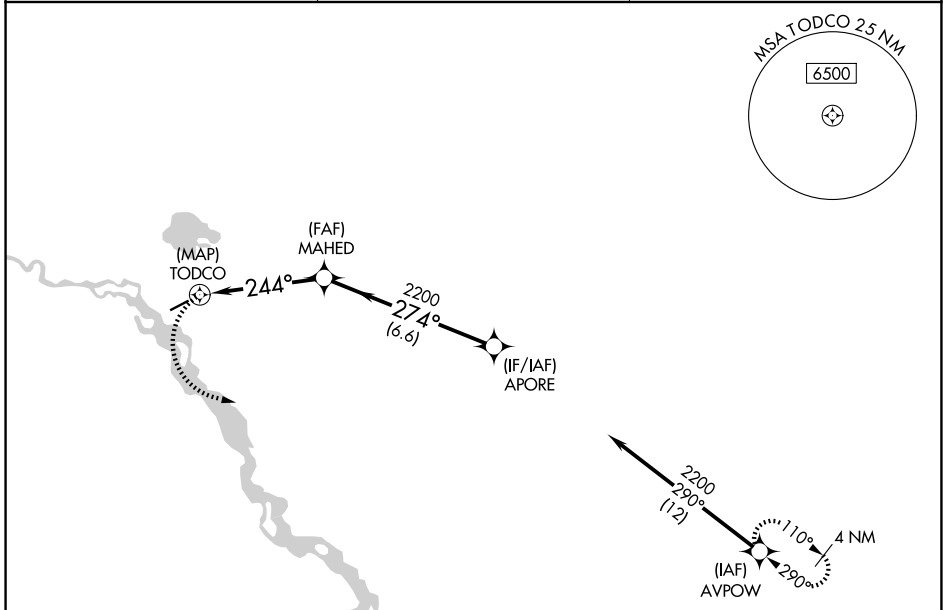 MSA TODCO 25 NM
6500
(FAF)
MAHED
(MAP)
TODCO
244°
2200
274°
(6.6)
(IF/IAF)
APORE
2200
290°
(12)
110°
4 NM
290°
(IAF)
AVPOW